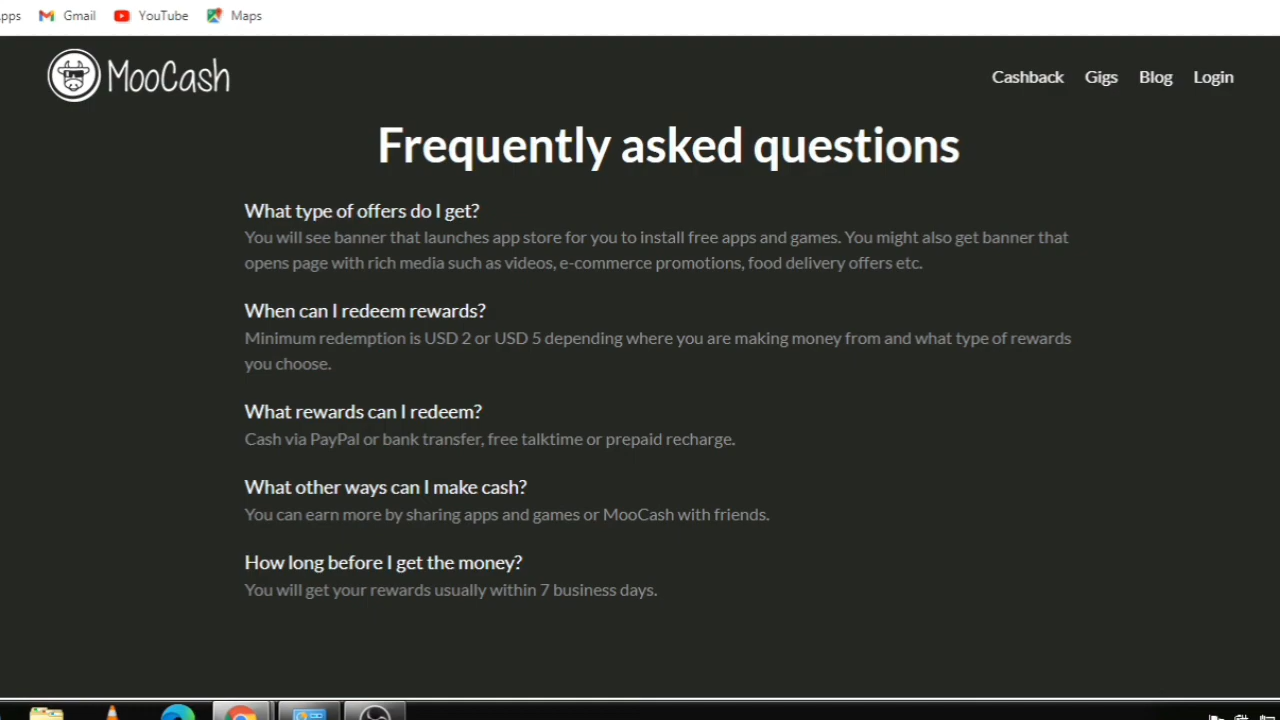 Gmail YouTube Maps
MooCash Cashback Gigs Blog Login
Frequently asked questions
What type of offers do I get?
You will see banner that launches app store for you to install free apps and games. You might also get banner that
opens page with rich media such as videos, e-commerce promotions, food delivery offers etc.
When can I redeem rewards?
Minimum redemption is USD 2 or USD 5 depending where you are making money from and what type of rewards
you choose.
What rewards can I redeem?
Cash via PayPal or bank transfer, free talktime or prepaid recharge.
What other ways can I make cash?
You can earn more by sharing apps and games or MooCash with friends.
How long before I get the money?
You will get your rewards usually within 7 business days.